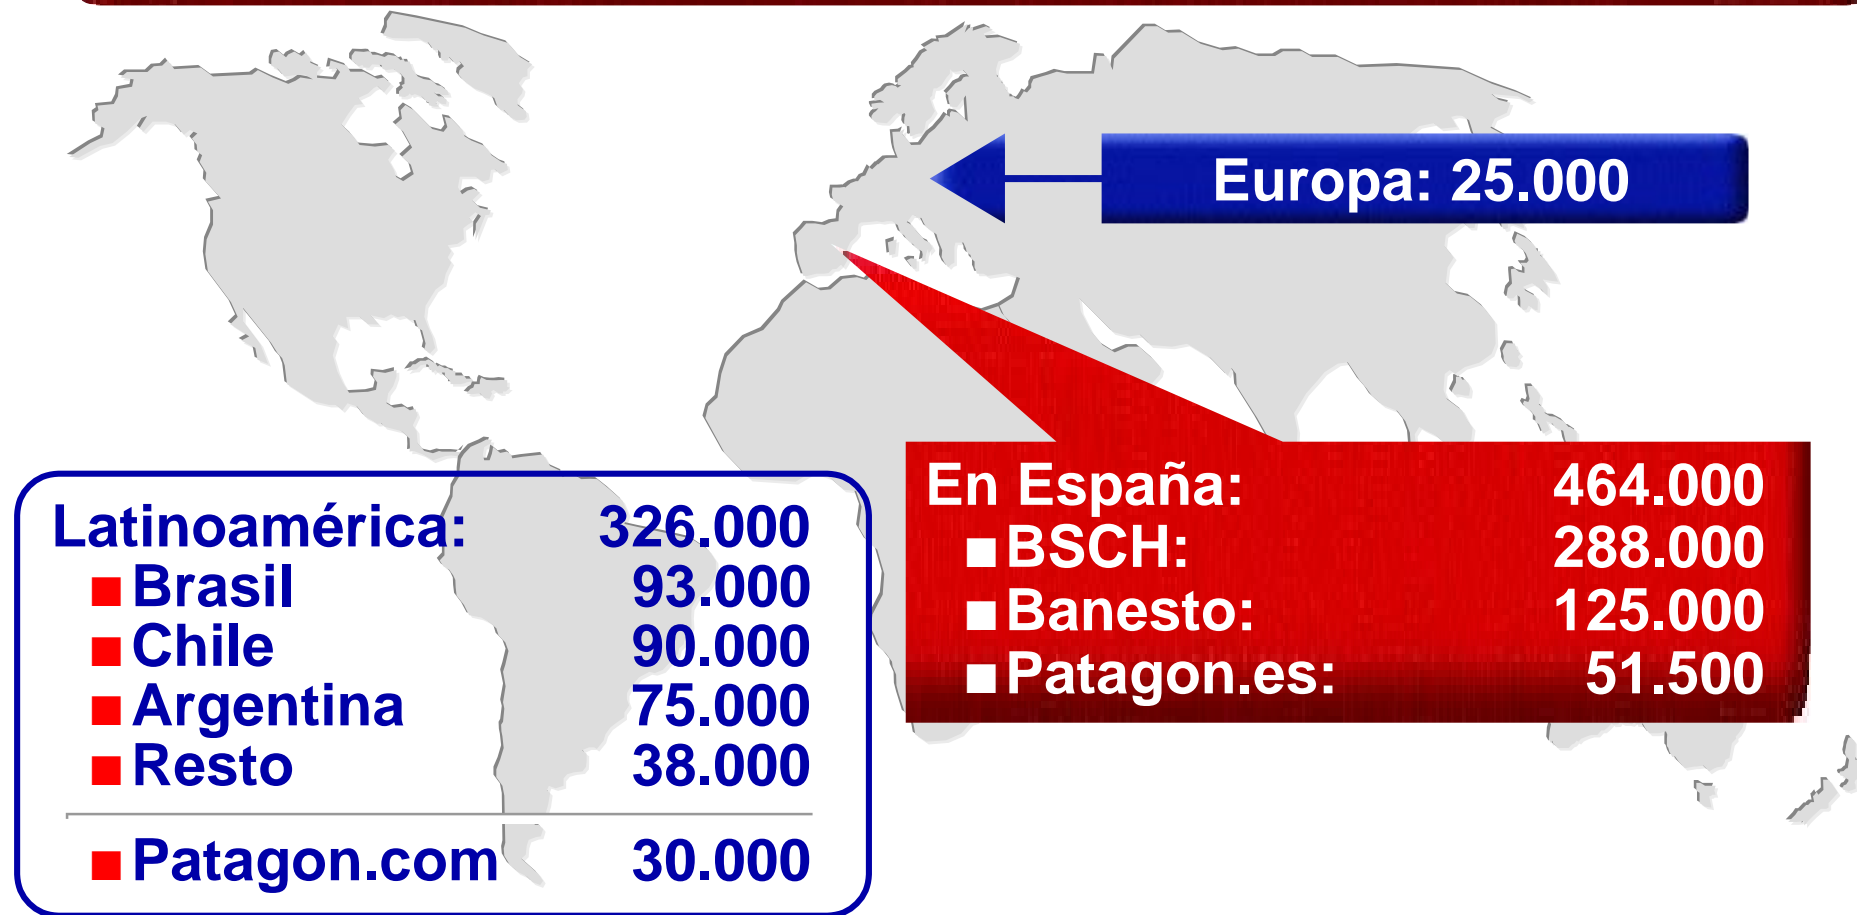 Europa: 25.000
En España: 464.000
■ BSCH: 288.000
■ Banesto: 125.000
■ Patagon.es: 51.500
Latinoamérica: 326.000
■ Brasil 93.000
■ Chile 90.000
■ Argentina 75.000
■ Resto 38.000
■ Patagon.com 30.000